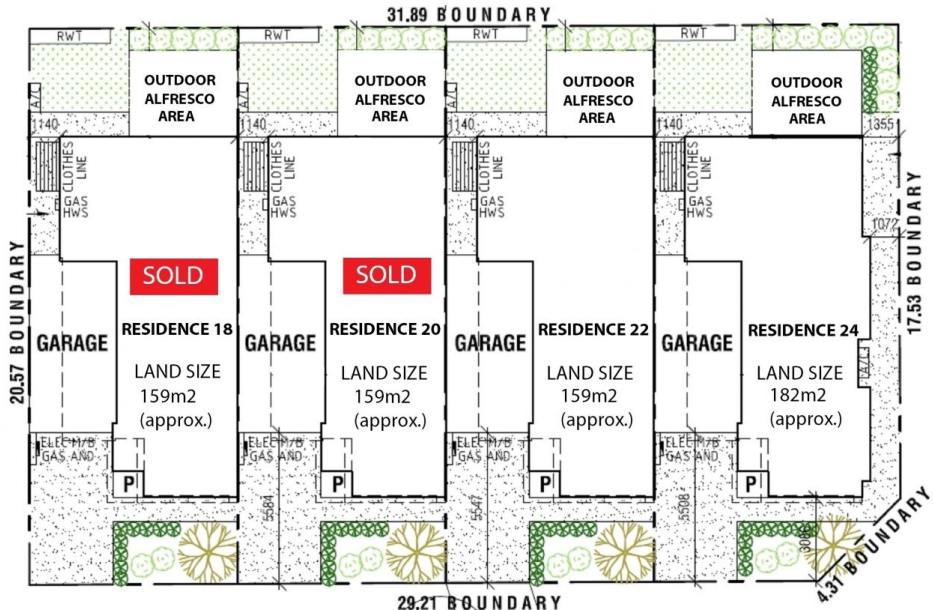 31.89 BOUNDARY
RWT
RWT
RWT
RWT
OUTDOOR
ALFRESCO
AREA
OUTDOOR
ALFRESCO
AREA
OUTDOOR
ALFRESCO
AREA
OUTDOOR
ALFRESCO
AREA
A/C
A/C
A/C
1140
1140
1140
1140
1355
CLOTHES
LINE
CLOTHES
LINE
CLOTHES
LINE
CLOTHES
LINE
GAS
HWS
GAS
HWS
GAS
HWS
GAS
HWS
1072
20.57 BOUNDARY
17.53 BOUNDARY
SOLD
SOLD
GARAGE
RESIDENCE 18
GARAGE
RESIDENCE 20
GARAGE
RESIDENCE 22
GARAGE
RESIDENCE 24
LAND SIZE
159m2
(approx.)
LAND SIZE
159m2
(approx.)
LAND SIZE
159m2
(approx.)
LAND SIZE
182m2
(approx.)
A/C
ELEC M/B
GAS AND
ELEC M/B
GAS AND
ELEC M/B
GAS AND
ELEC M/B
GAS AND
P
P
P
P
5584
5547
5508
4.31 BOUNDARY
29.21 BOUNDARY